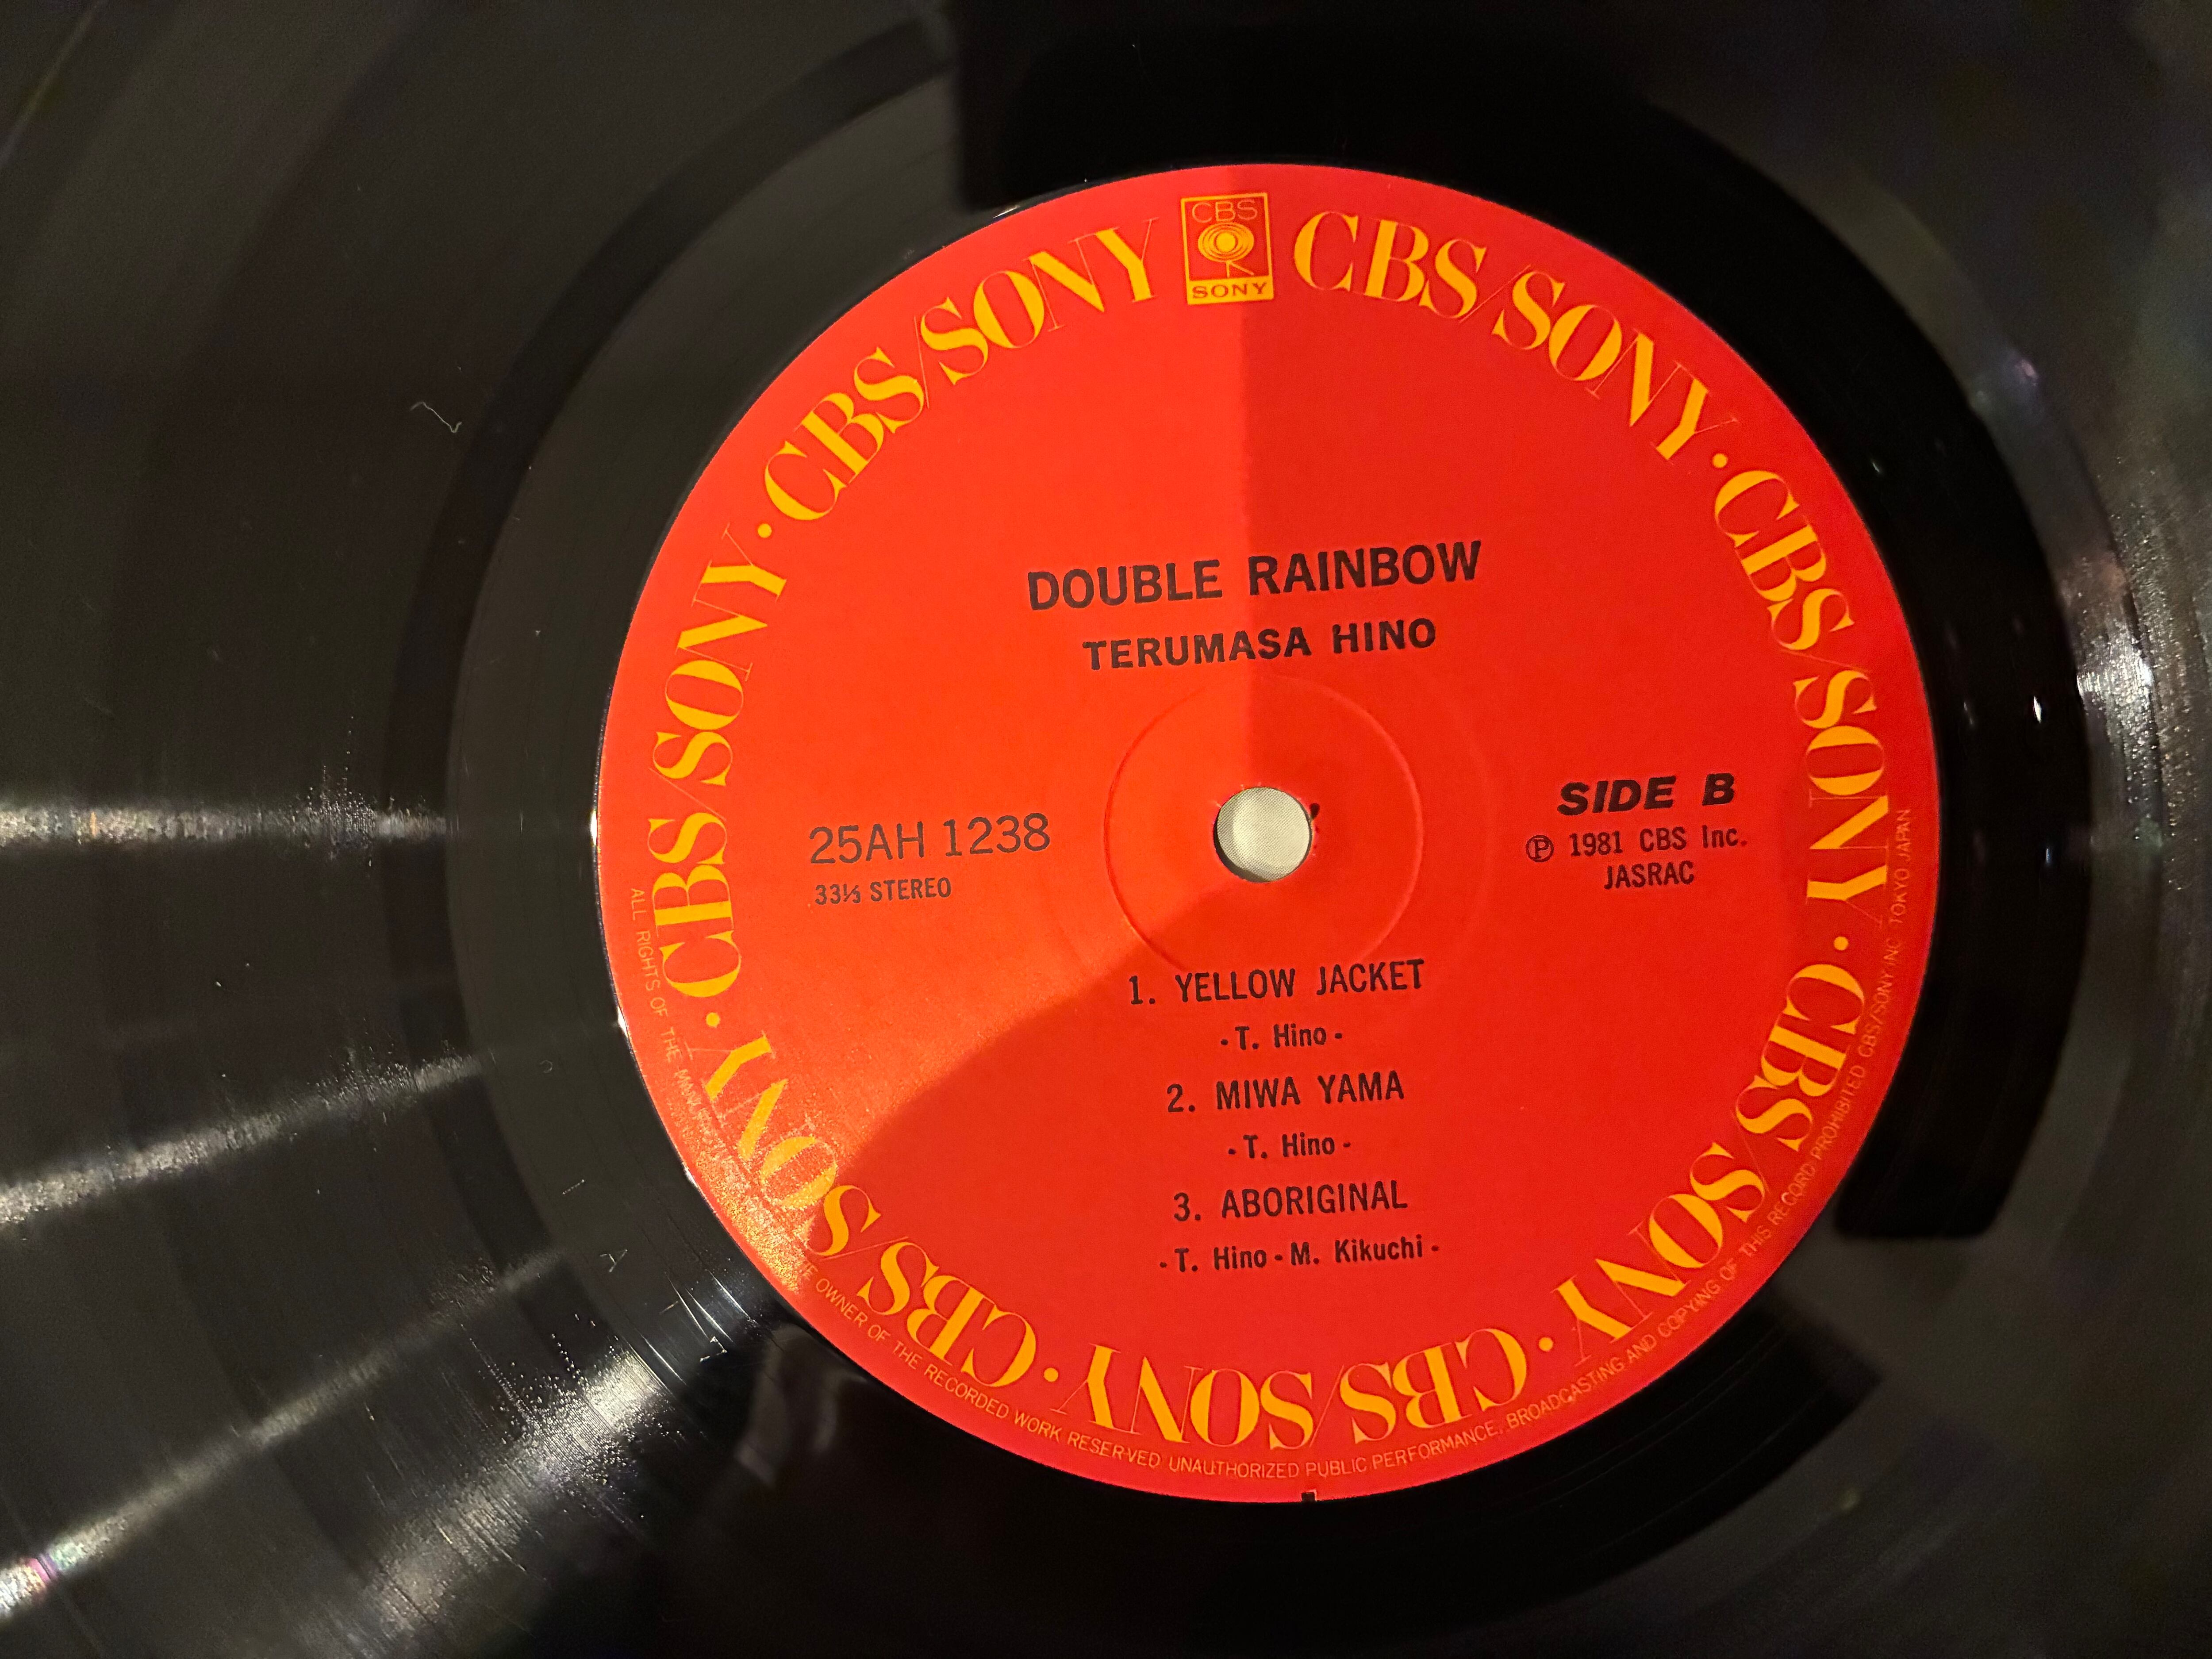 CBS
SONY
CBS/SONY · CBS/SONY · CBS/SONY · CBS/SONY · CBS/SONY · CBS/SONY · CBS/SONY
DOUBLE RAINBOW
TERUMASA HINO
25AH 1238
33⅓ STEREO
SIDE B
Ⓟ 1981 CBS Inc.
JASRAC
1. YELLOW JACKET
- T. Hino -
2. MIWA YAMA
- T. Hino -
3. ABORIGINAL
- T. Hino - M. Kikuchi -
ALL RIGHTS OF THE OWNER OF THE RECORDED WORK RESERVED UNAUTHORIZED PUBLIC PERFORMANCE, BROADCASTING AND COPYING OF THIS RECORD PROHIBITED CBS/SONY INC. TOKYO JAPAN